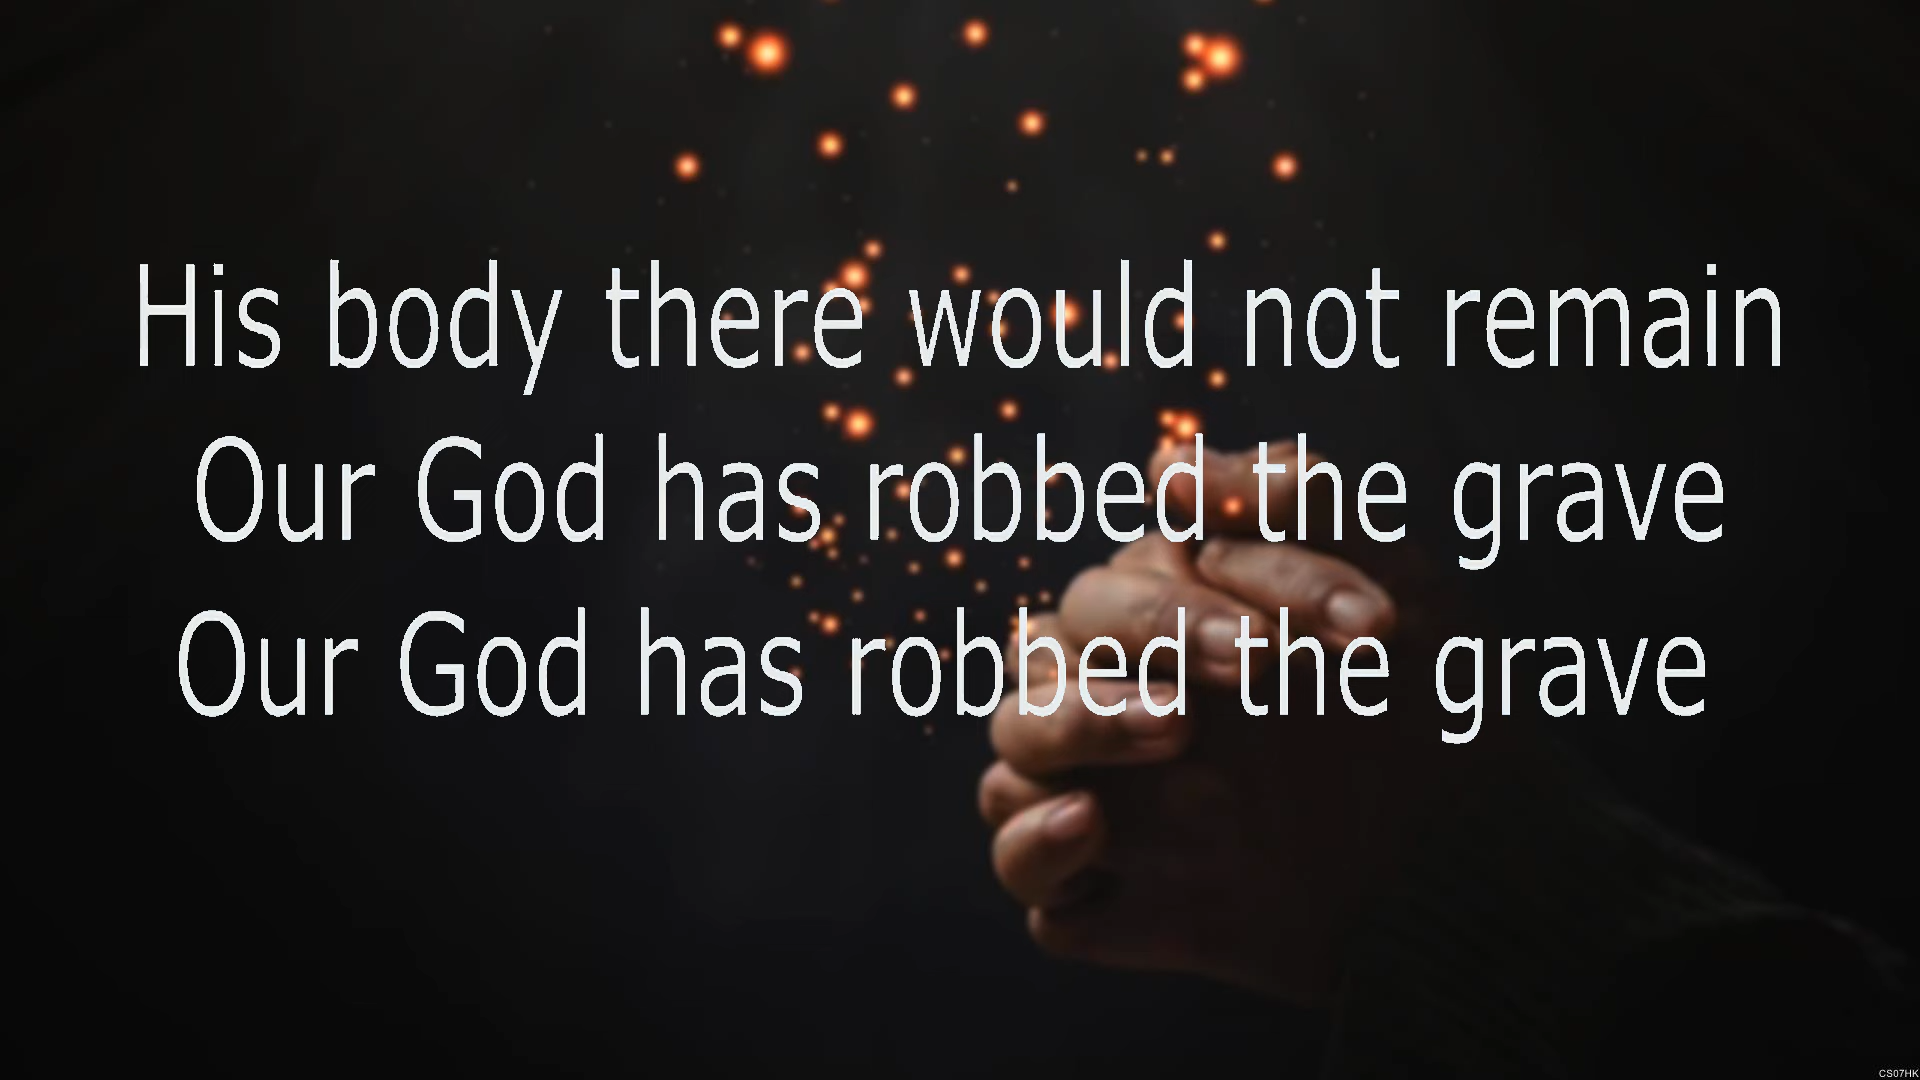 His body there would not remain
Our God has robbed the grave
Our God has robbed the grave
CS07HK